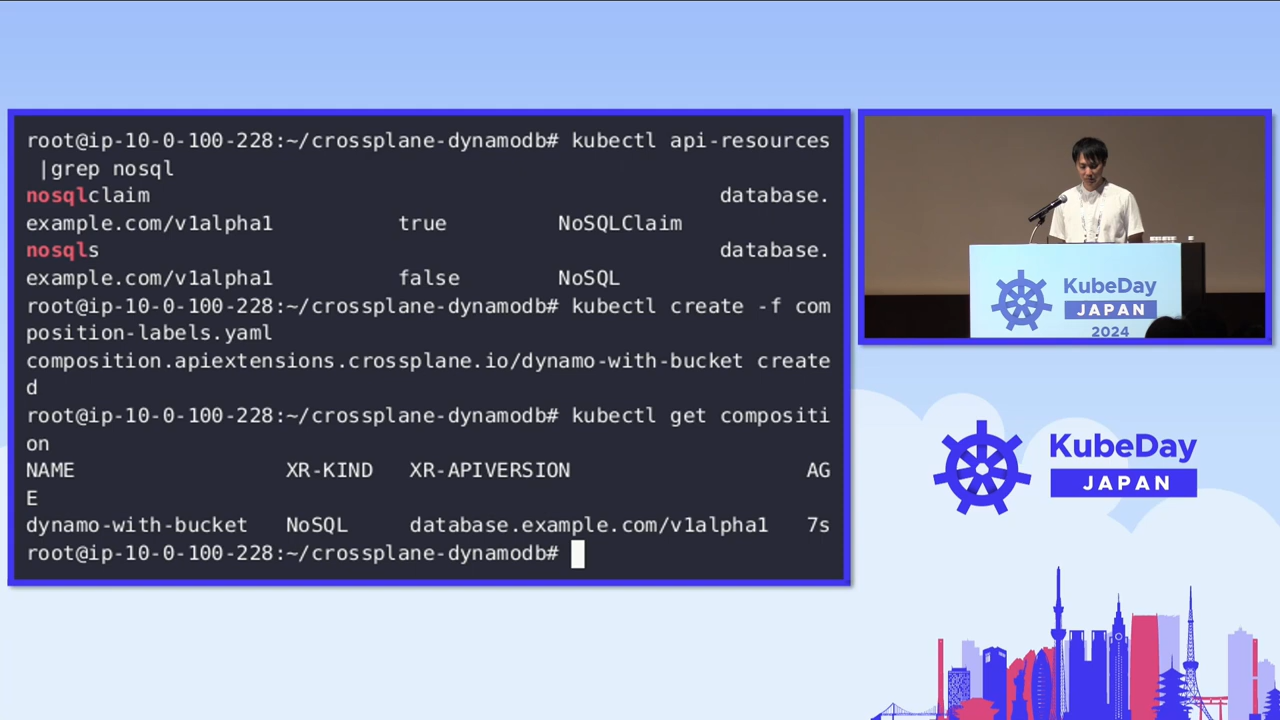 root@ip-10-0-100-228:~/crossplane-dynamodb# kubectl api-resources
|grep nosql
nosqlclaim database.
example.com/v1alpha1 true NoSQLClaim
nosqls database.
example.com/v1alpha1 false NoSQL
root@ip-10-0-100-228:~/crossplane-dynamodb# kubectl create -f com
position-labels.yaml
composition.apiextensions.crossplane.io/dynamo-with-bucket create
d
root@ip-10-0-100-228:~/crossplane-dynamodb# kubectl get compositi
on
NAME XR-KIND XR-APIVERSION AG
E
dynamo-with-bucket NoSQL database.example.com/v1alpha1 7s
root@ip-10-0-100-228:~/crossplane-dynamodb#
KubeDay
JAPAN
2024
KubeDay
JAPAN